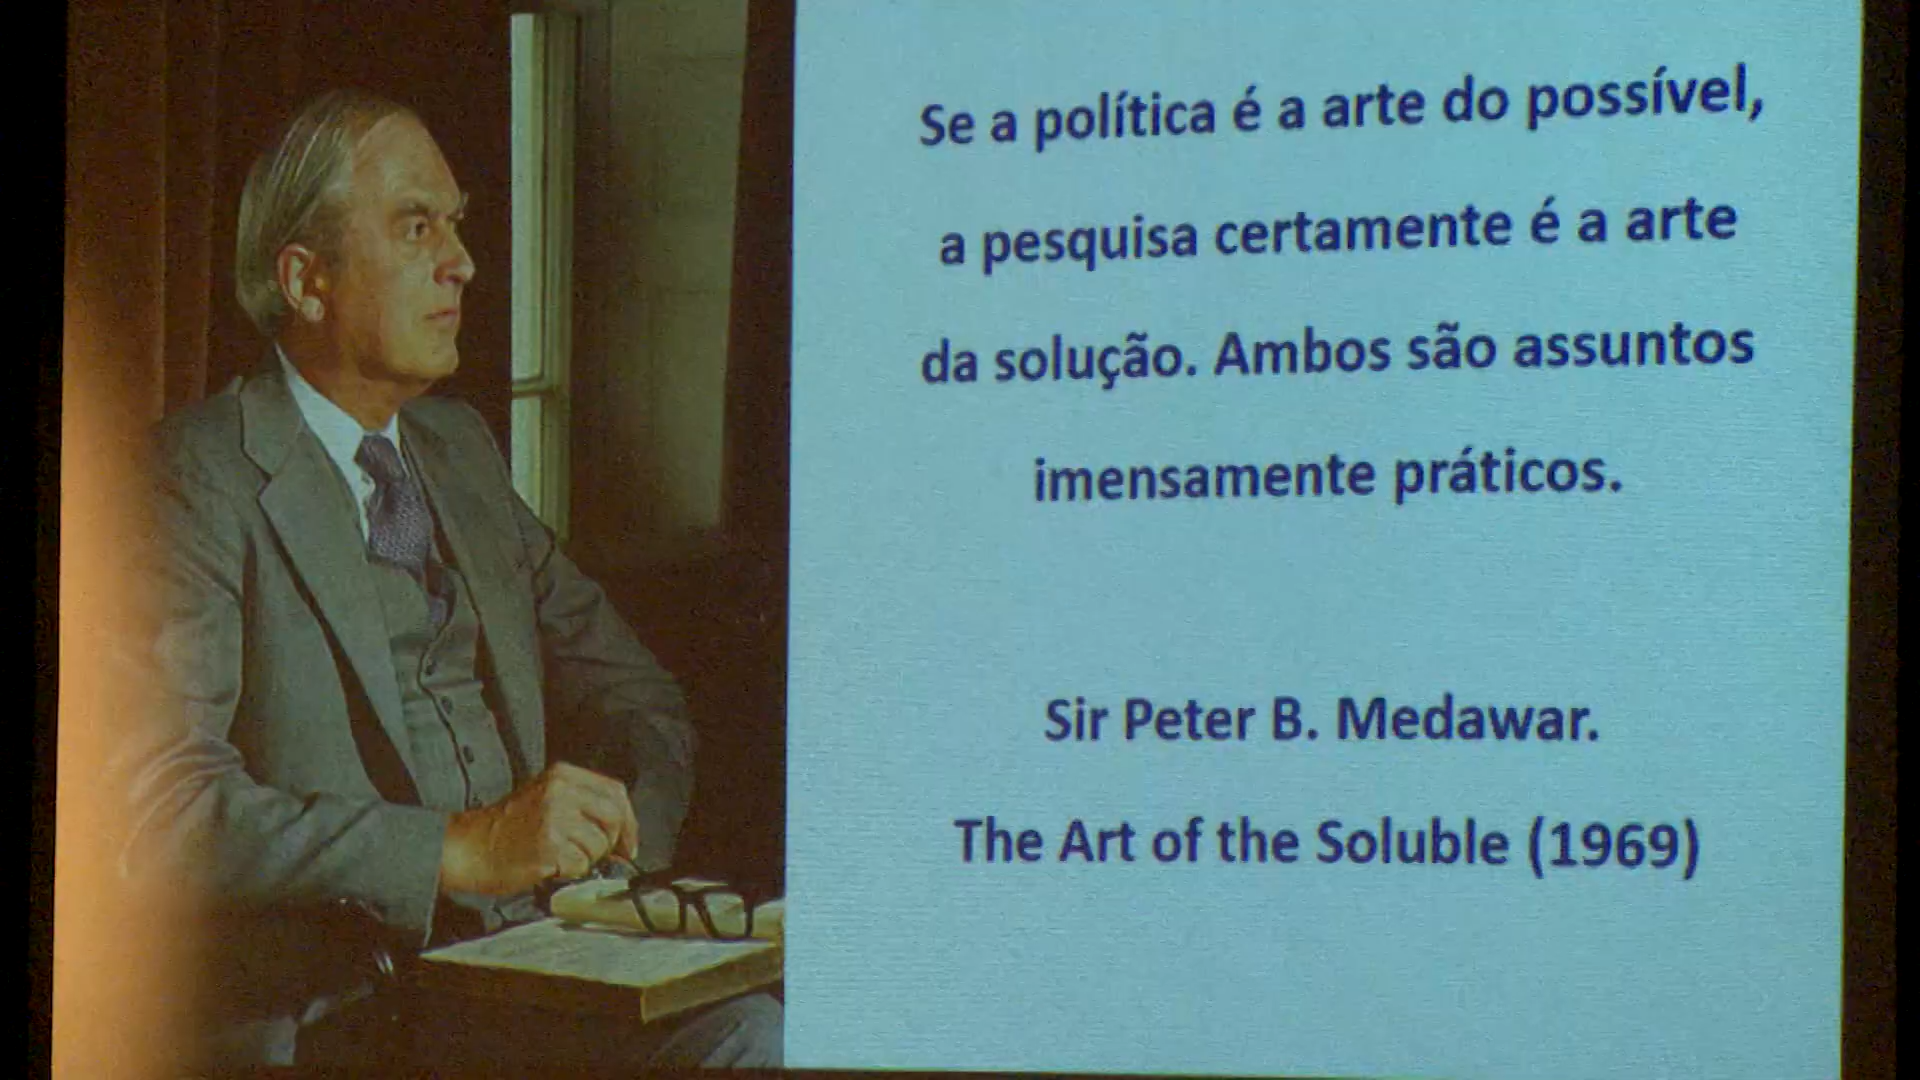 Se a política é a arte do possível,
a pesquisa certamente é a arte
da solução. Ambos são assuntos
imensamente práticos.
Sir Peter B. Medawar.
The Art of the Soluble (1969)